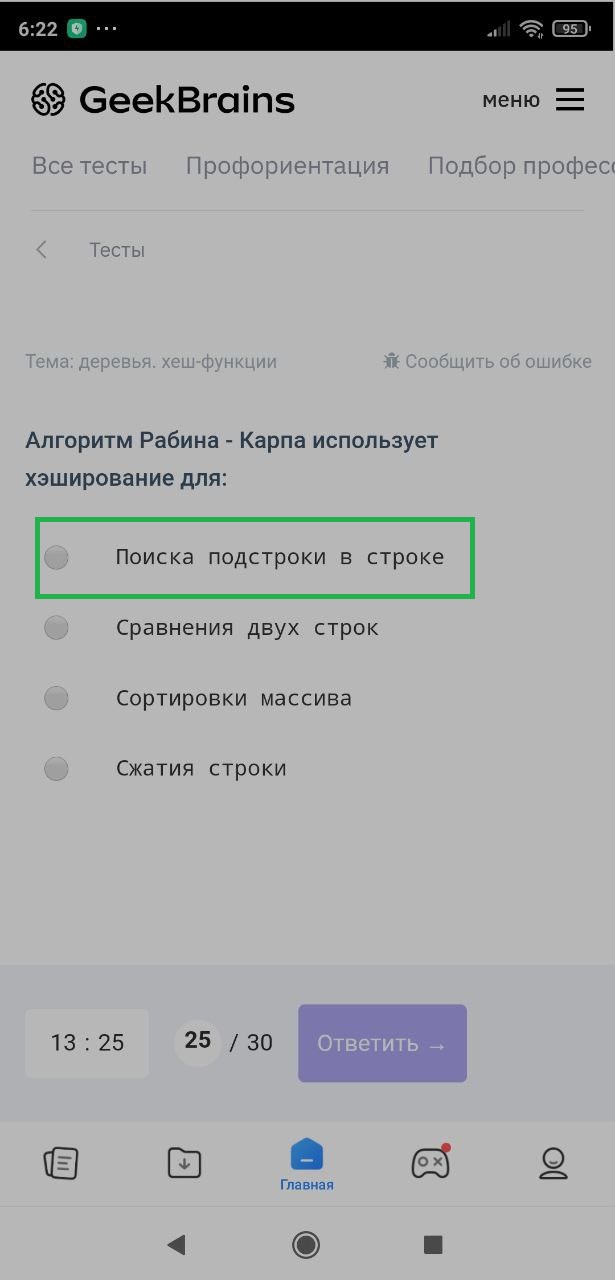 6:22 ... 95
GeekBrains меню
Все тесты Профориентация Подбор професс
Тесты
Тема: деревья. хеш-функции Сообщить об ошибке
Алгоритм Рабина - Карпа использует
хэширование для:
Поиска подстроки в строке
Сравнения двух строк
Сортировки массива
Сжатия строки
13 : 25 25 / 30 Ответить →
Главная